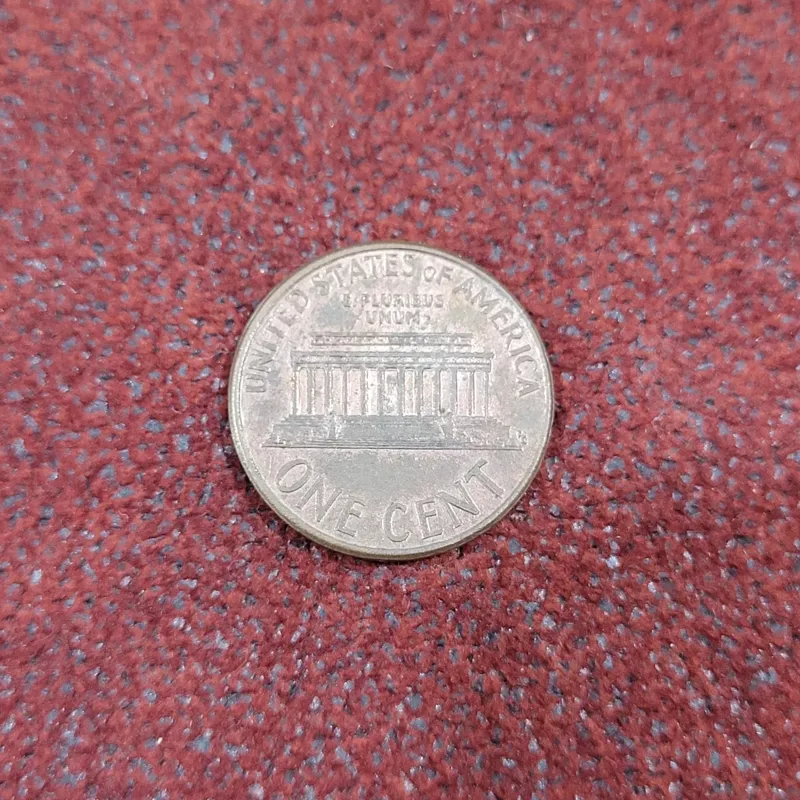 UNITED STATES OF AMERICA
E·PLURIBUS
UNUM
ONE CENT